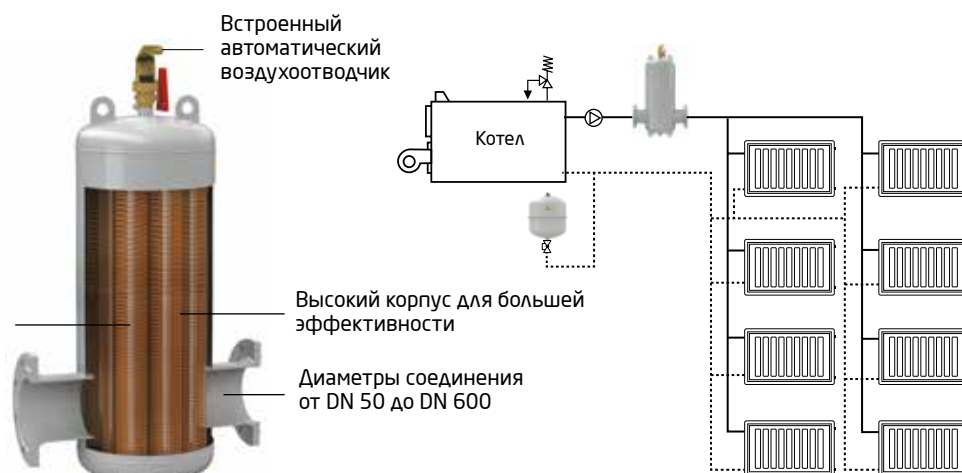 Встроенный
автоматический
воздухоотводчик
Котел
Высокий корпус для большей
эффективности
Диаметры соединения
от DN 50 до DN 600